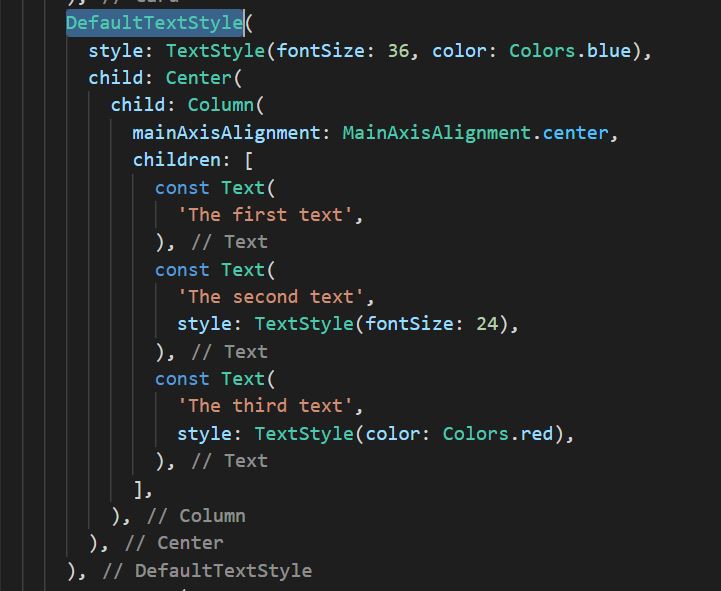 DefaultTextStyle(
style: TextStyle(fontSize: 36, color: Colors.blue),
child: Center(
child: Column(
mainAxisAlignment: MainAxisAlignment.center,
children: [
const Text(
'The first text',
), // Text
const Text(
'The second text',
style: TextStyle(fontSize: 24),
), // Text
const Text(
'The third text',
style: TextStyle(color: Colors.red),
), // Text
],
), // Column
), // Center
), // DefaultTextStyle